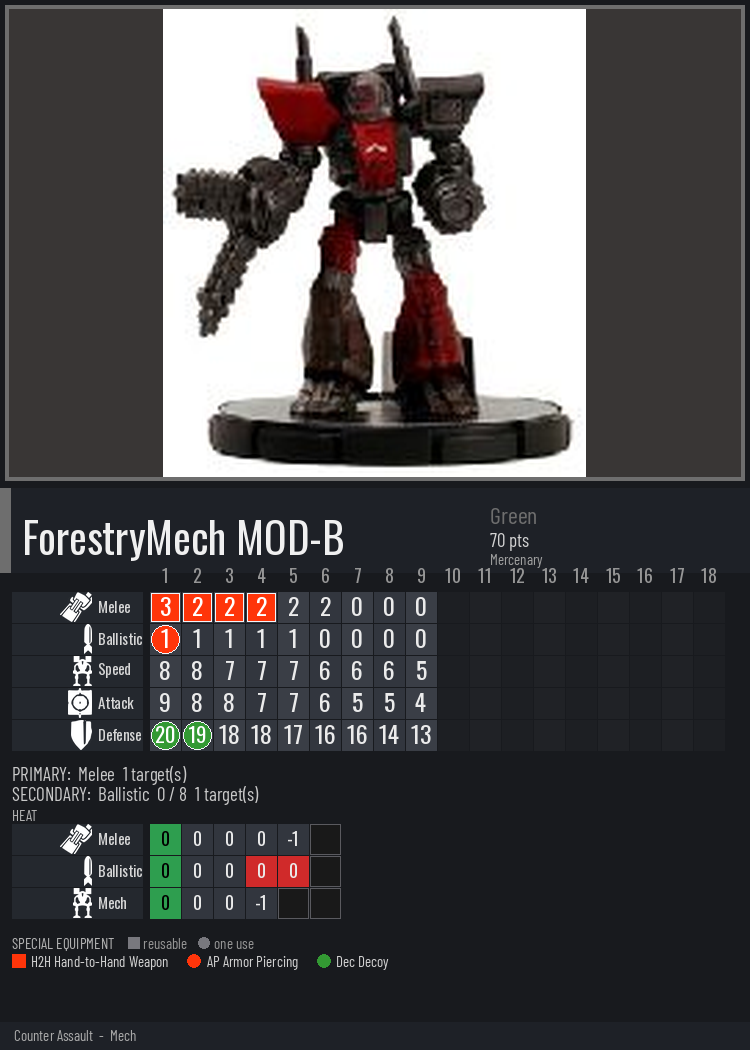 ForestryMech MOD-B
Green
70 pts
Mercenary
1 2 3 4 5 6 7 8 9 10 11 12 13 14 15 16 17 18
Melee 3 2 2 2 2 2 0 0 0
Ballistic 1 1 1 1 1 0 0 0 0
Speed 8 8 7 7 7 6 6 6 5
Attack 9 8 8 7 7 6 5 5 4
Defense 20 19 18 18 17 16 16 14 13
PRIMARY: Melee 1 target(s)
SECONDARY: Ballistic 0 / 8 1 target(s)
HEAT
Melee 0 0 0 0 -1
Ballistic 0 0 0 0 0
Mech 0 0 0 -1
SPECIAL EQUIPMENT reusable one use
H2H Hand-to-Hand Weapon AP Armor Piercing Dec Decoy
Counter Assault - Mech